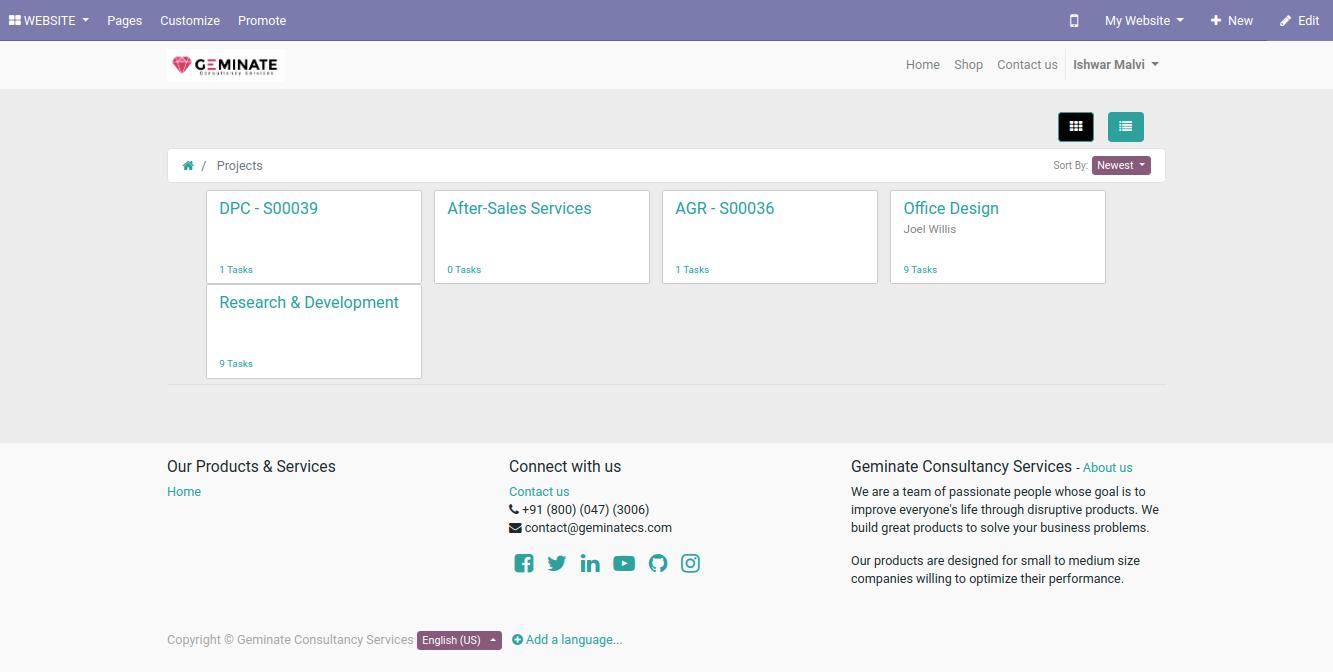 WEBSITE Pages Customize Promote My Website New Edit
GEMINATE
Consultancy Services
Home Shop Contact us Ishwar Malvi
/ Projects Sort By: Newest
DPC - S00039 After-Sales Services AGR - S00036 Office Design
Joel Willis
1 Tasks 0 Tasks 1 Tasks 9 Tasks
Research & Development
9 Tasks
Our Products & Services
Home
Connect with us
Contact us
+91 (800) (047) (3006)
contact@geminatecs.com
Geminate Consultancy Services - About us
We are a team of passionate people whose goal is to
improve everyone's life through disruptive products. We
build great products to solve your business problems.
Our products are designed for small to medium size
companies willing to optimize their performance.
Copyright © Geminate Consultancy Services English (US) Add a language...